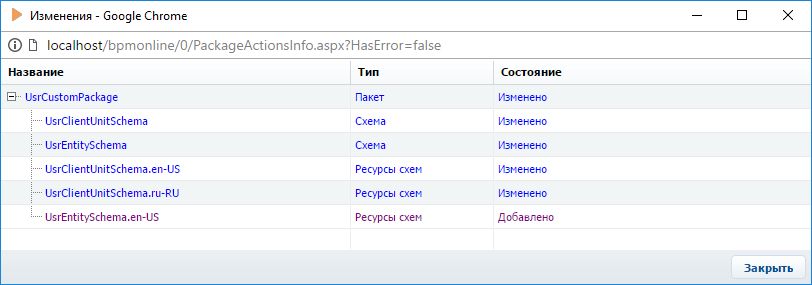 Изменения - Google Chrome
localhost/bpmonline/0/PackageActionsInfo.aspx?HasError=false
Название Тип Состояние
UsrCustomPackage Пакет Изменено
UsrClientUnitSchema Схема Изменено
UsrEntitySchema Схема Изменено
UsrClientUnitSchema.en-US Ресурсы схем Изменено
UsrClientUnitSchema.ru-RU Ресурсы схем Изменено
UsrEntitySchema.en-US Ресурсы схем Добавлено
Закрыть